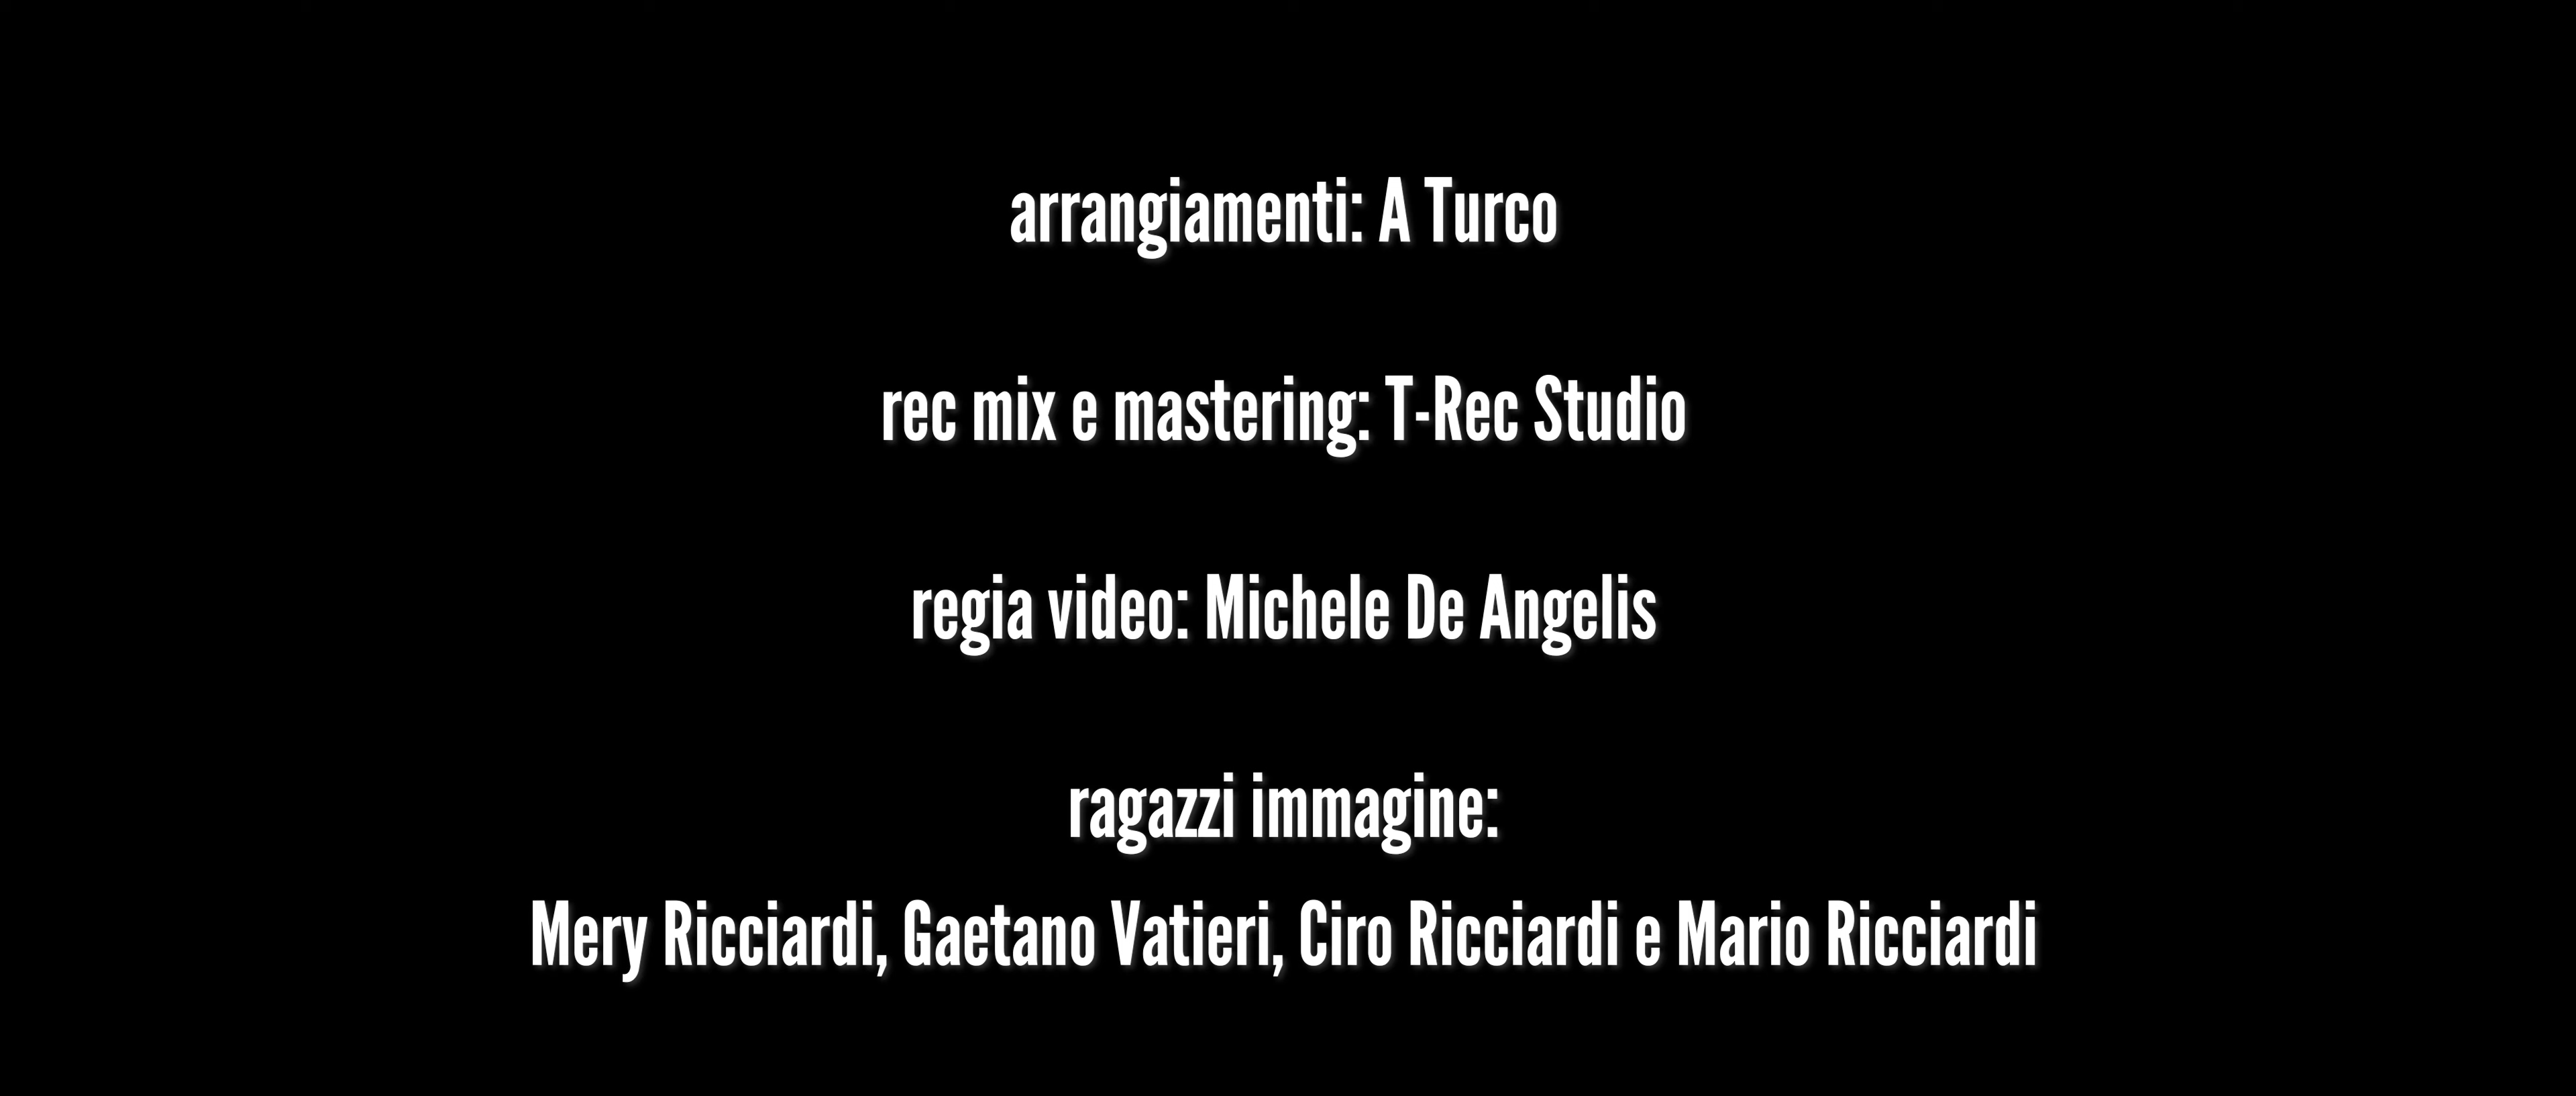 arrangiamenti: A Turco
rec mix e mastering: T-Rec Studio
regia video: Michele De Angelis
ragazzi immagine:
Mery Ricciardi, Gaetano Vatieri, Ciro Ricciardi e Mario Ricciardi